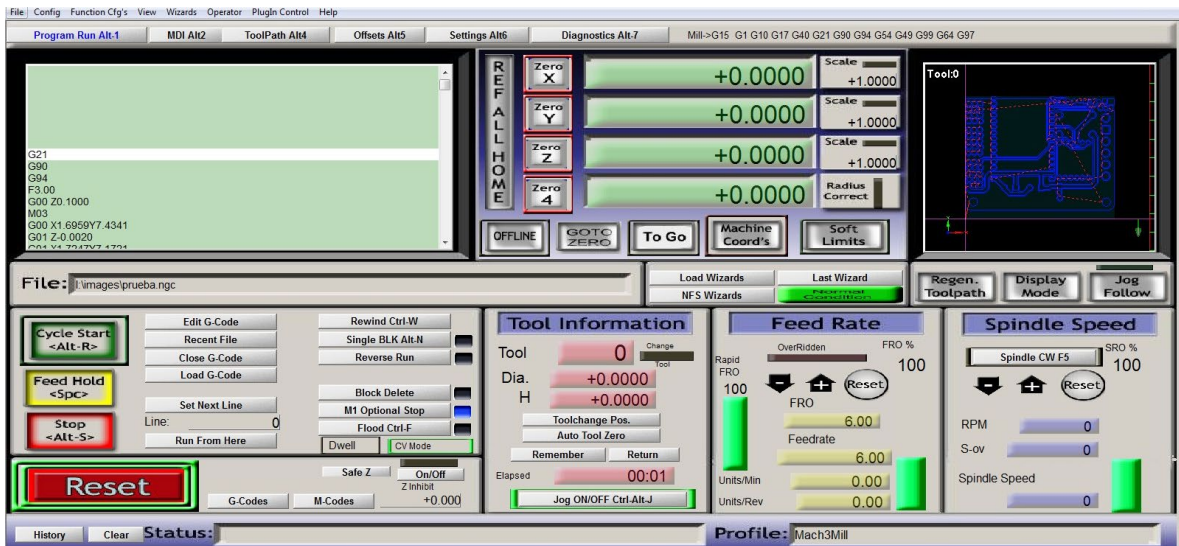 File Config Function Cfg's View Wizards Operator PlugIn Control Help
Program Run Alt-1 MDI Alt2 ToolPath Alt4 Offsets Alt5 Settings Alt6 Diagnostics Alt-7 Mill->G15 G1 G10 G17 G40 G21 G90 G94 G54 G49 G99 G64 G97
G21
G90
G94
F3.00
G00 Z0.1000
M03
G00 X1.6959Y7.4341
G01 Z-0.0020
G01 X1.7247Y7.1721
REF ALL HOME
Zero X +0.0000 Scale +1.0000
Zero Y +0.0000 Scale +1.0000
Zero Z +0.0000 Scale +1.0000
Zero 4 +0.0000 Radius Correct
OFFLINE GOTO ZERO To Go Machine Coord's Soft Limits
Tool:0
File: I:\images\prueba.ngc
Load Wizards Last Wizard
NFS Wizards Normal Condition
Regen. Toolpath Display Mode Jog Follow
Cycle Start <Alt-R>
Feed Hold <Spc>
Stop <Alt-S>
Edit G-Code
Recent File
Close G-Code
Load G-Code
Set Next Line
Line: 0
Run From Here
Rewind Ctrl-W
Single BLK Alt-N
Reverse Run
Block Delete
M1 Optional Stop
Flood Ctrl-F
Dwell CV Mode
Reset
G-Codes M-Codes
Safe Z On/Off
Z Inhibit
+0.000
Tool Information
Tool 0 Change Tool
Dia. +0.0000
H +0.0000
Toolchange Pos.
Auto Tool Zero
Remember Return
Elapsed 00:01
Jog ON/OFF Ctrl-Alt-J
Feed Rate
OverRidden FRO %
Rapid FRO 100
100
Reset
FRO
6.00
Feedrate
6.00
Units/Min 0.00
Units/Rev 0.00
Spindle Speed
Spindle CW F5 SRO %
100
Reset
RPM 0
S-ov 0
Spindle Speed
0
History Clear Status: Profile: Mach3Mill